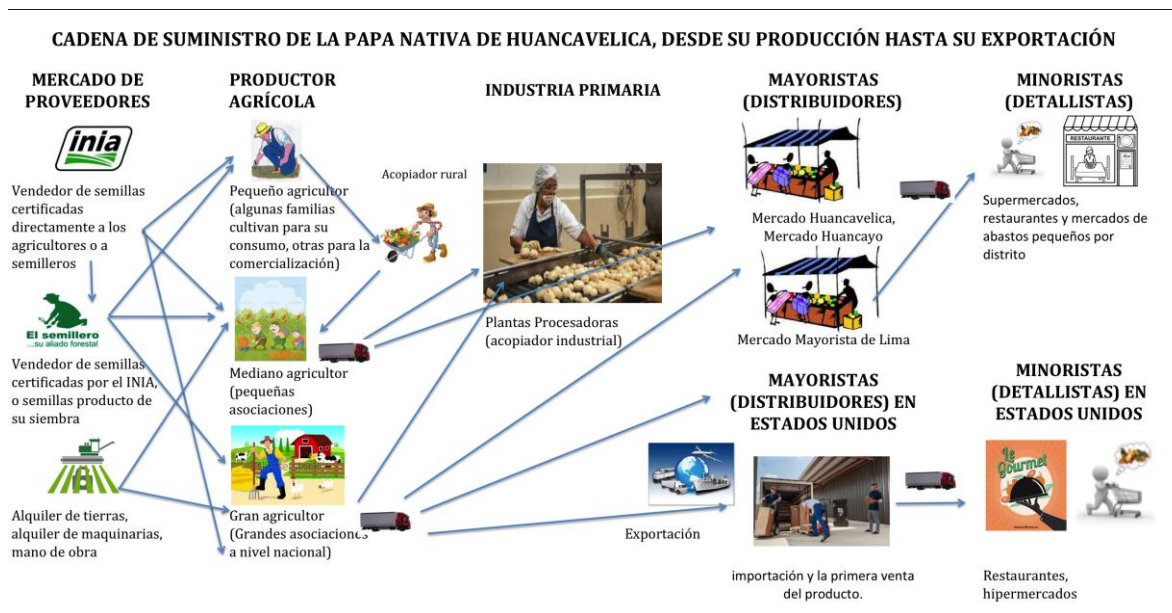 CADENA DE SUMINISTRO DE LA PAPA NATIVA DE HUANCAVELICA, DESDE SU PRODUCCIÓN HASTA SU EXPORTACIÓN
MERCADO DE
PROVEEDORES
inia
Vendedor de semillas
certificadas
directamente a los
agricultores o a
semilleros
El semillero
...su aliado forestal
Vendedor de semillas
certificadas por el INIA,
o semillas producto de
su siembra
Alquiler de tierras,
alquiler de maquinarias,
mano de obra
PRODUCTOR
AGRÍCOLA
Pequeño agricultor
(algunas familias
cultivan para su
consumo, otras para la
comercialización)
Acopiador rural
Mediano agricultor
(pequeñas
asociaciones)
Gran agricultor
(Grandes asociaciones
a nivel nacional)
INDUSTRIA PRIMARIA
Plantas Procesadoras
(acopiador industrial)
Exportación
MAYORISTAS
(DISTRIBUIDORES)
Mercado Huancavelica,
Mercado Huancayo
Mercado Mayorista de Lima
MAYORISTAS
(DISTRIBUIDORES) EN
ESTADOS UNIDOS
importación y la primera venta
del producto.
MINORISTAS
(DETALLISTAS)
RESTAURANTE
Supermercados,
restaurantes y mercados de
abastos pequeños por
distrito
MINORISTAS
(DETALLISTAS) EN
ESTADOS UNIDOS
Le
Gourmet
Restaurantes,
hipermercados